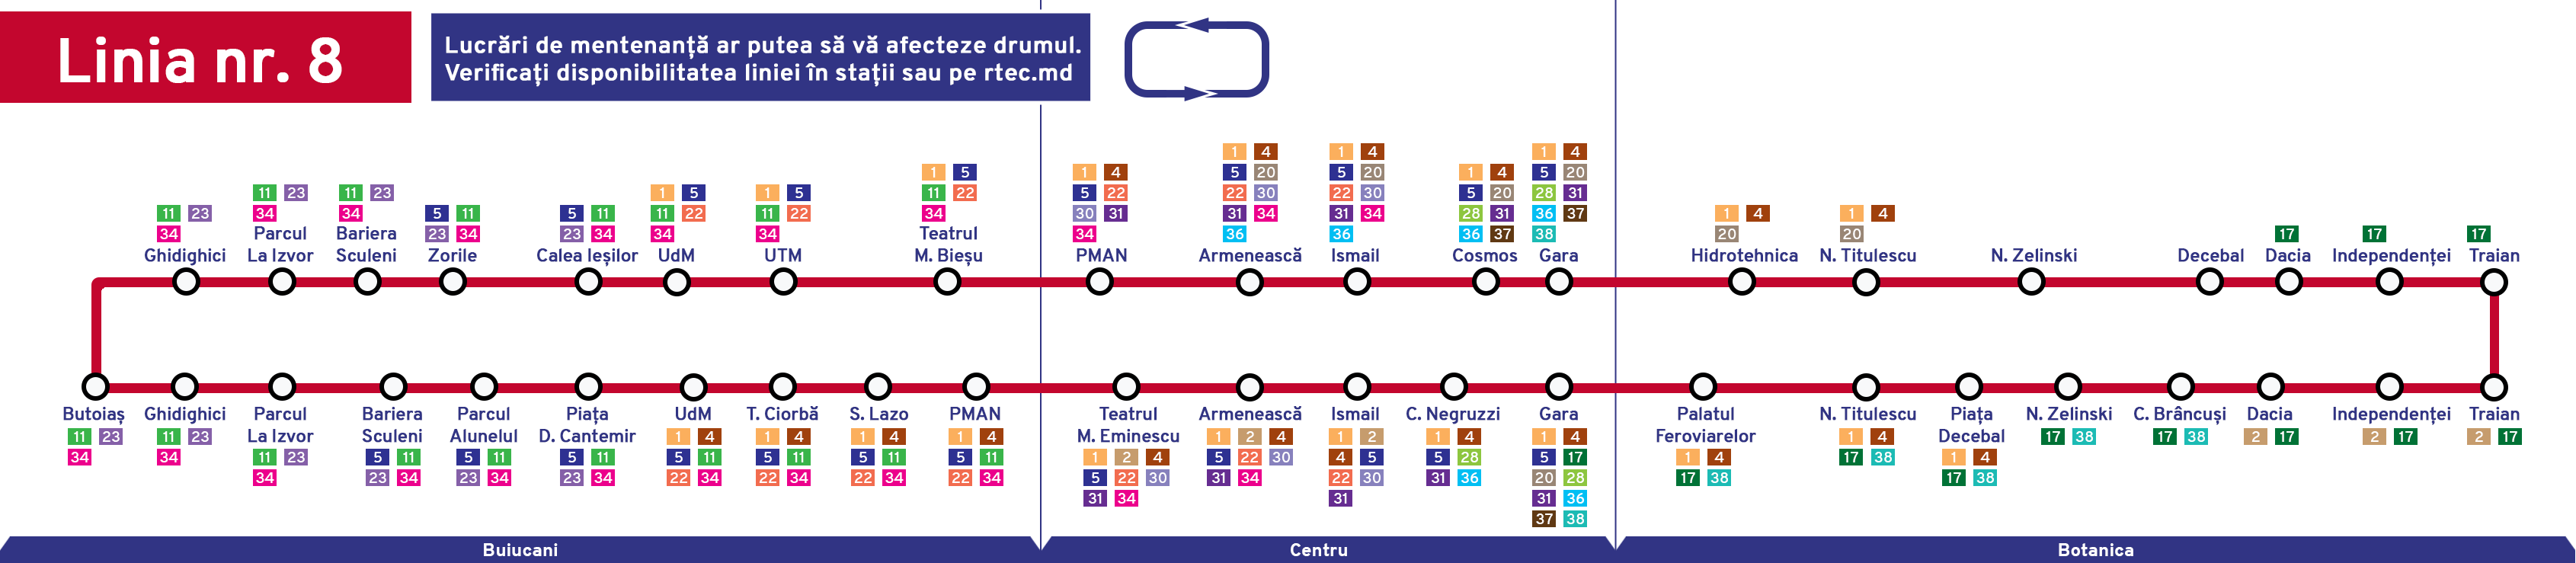 Linia nr. 8
Lucrări de mentenanță ar putea să vă afecteze drumul.
Verificați disponibilitatea liniei în stații sau pe rtec.md
11 23
34
Ghidighici
11 23
34
Parcul
La Izvor
11 23
34
Bariera
Sculeni
5 11
23 34
Zorile
5 11
23 34
Calea Ieșilor
1 5
11 22
34
UdM
1 5
11 22
34
UTM
1 5
11 22
34
Teatrul
M. Bieșu
1 4
5 22
30 31
34
PMAN
1 4
5 20
22 30
31 34
36
Armenească
1 4
5 20
22 30
31 34
36
Ismail
1 4
5 20
28 31
36 37
Cosmos
1 4
5 20
28 31
36 37
38
Gara
1 4
20
Hidrotehnica
1 4
20
N. Titulescu
N. Zelinski
Decebal
17
Dacia
17
Independenței
17
Traian
Butoiaș
11 23
34
Ghidighici
11 23
34
Parcul
La Izvor
11 23
34
Bariera
Sculeni
5 11
23 34
Parcul
Alunelul
5 11
23 34
Piața
D. Cantemir
5 11
23 34
UdM
1 4
5 11
22 34
T. Ciorbă
1 4
5 11
22 34
S. Lazo
1 4
5 11
22 34
PMAN
1 4
5 11
22 34
Teatrul
M. Eminescu
1 2 4
5 22 30
31 34
Armenească
1 2 4
5 22 30
31 34
Ismail
1 2
4 5
22 30
31
C. Negruzzi
1 4
5 28
31 36
Gara
1 4
5 17
20 28
31 36
37 38
Palatul
Feroviarelor
1 4
17 38
N. Titulescu
1 4
17 38
Piața
Decebal
1 4
17 38
N. Zelinski
17 38
C. Brâncuși
17 38
Dacia
2 17
Independenței
2 17
Traian
2 17
Buiucani
Centru
Botanica